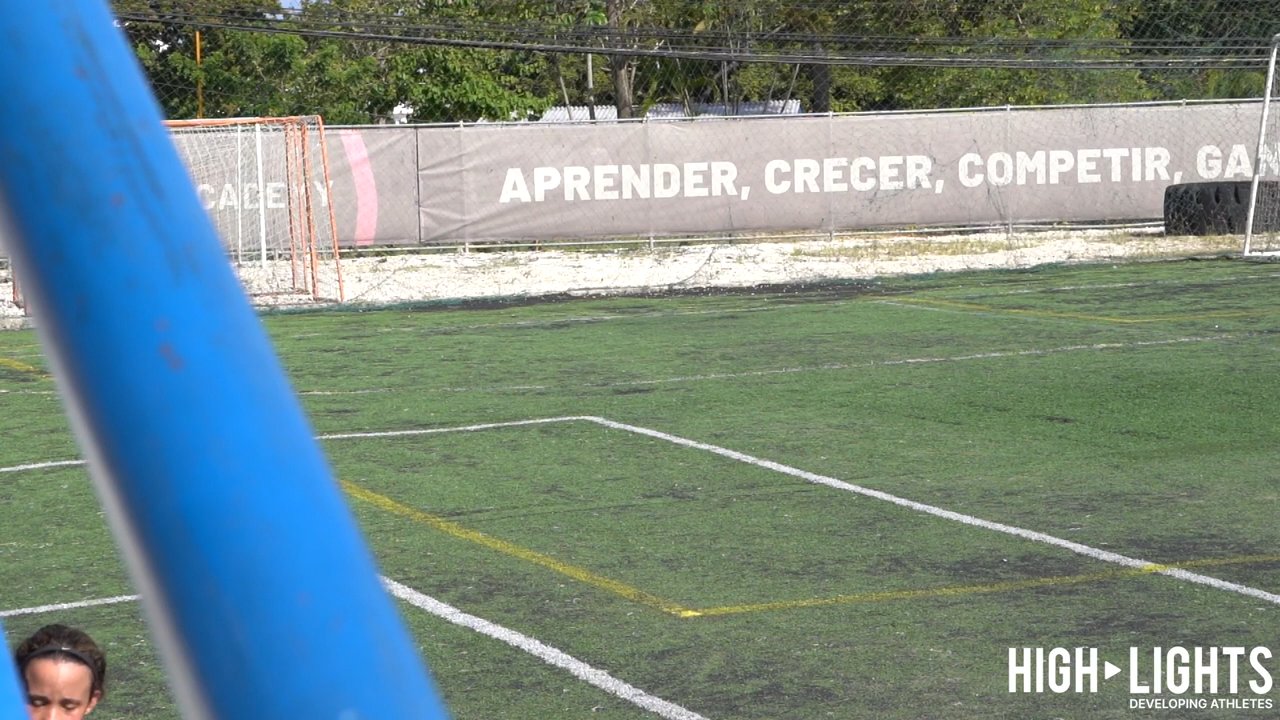 APRENDER, CRECER, COMPETIR,
HIGH LIGHTS
DEVELOPING ATHLETES